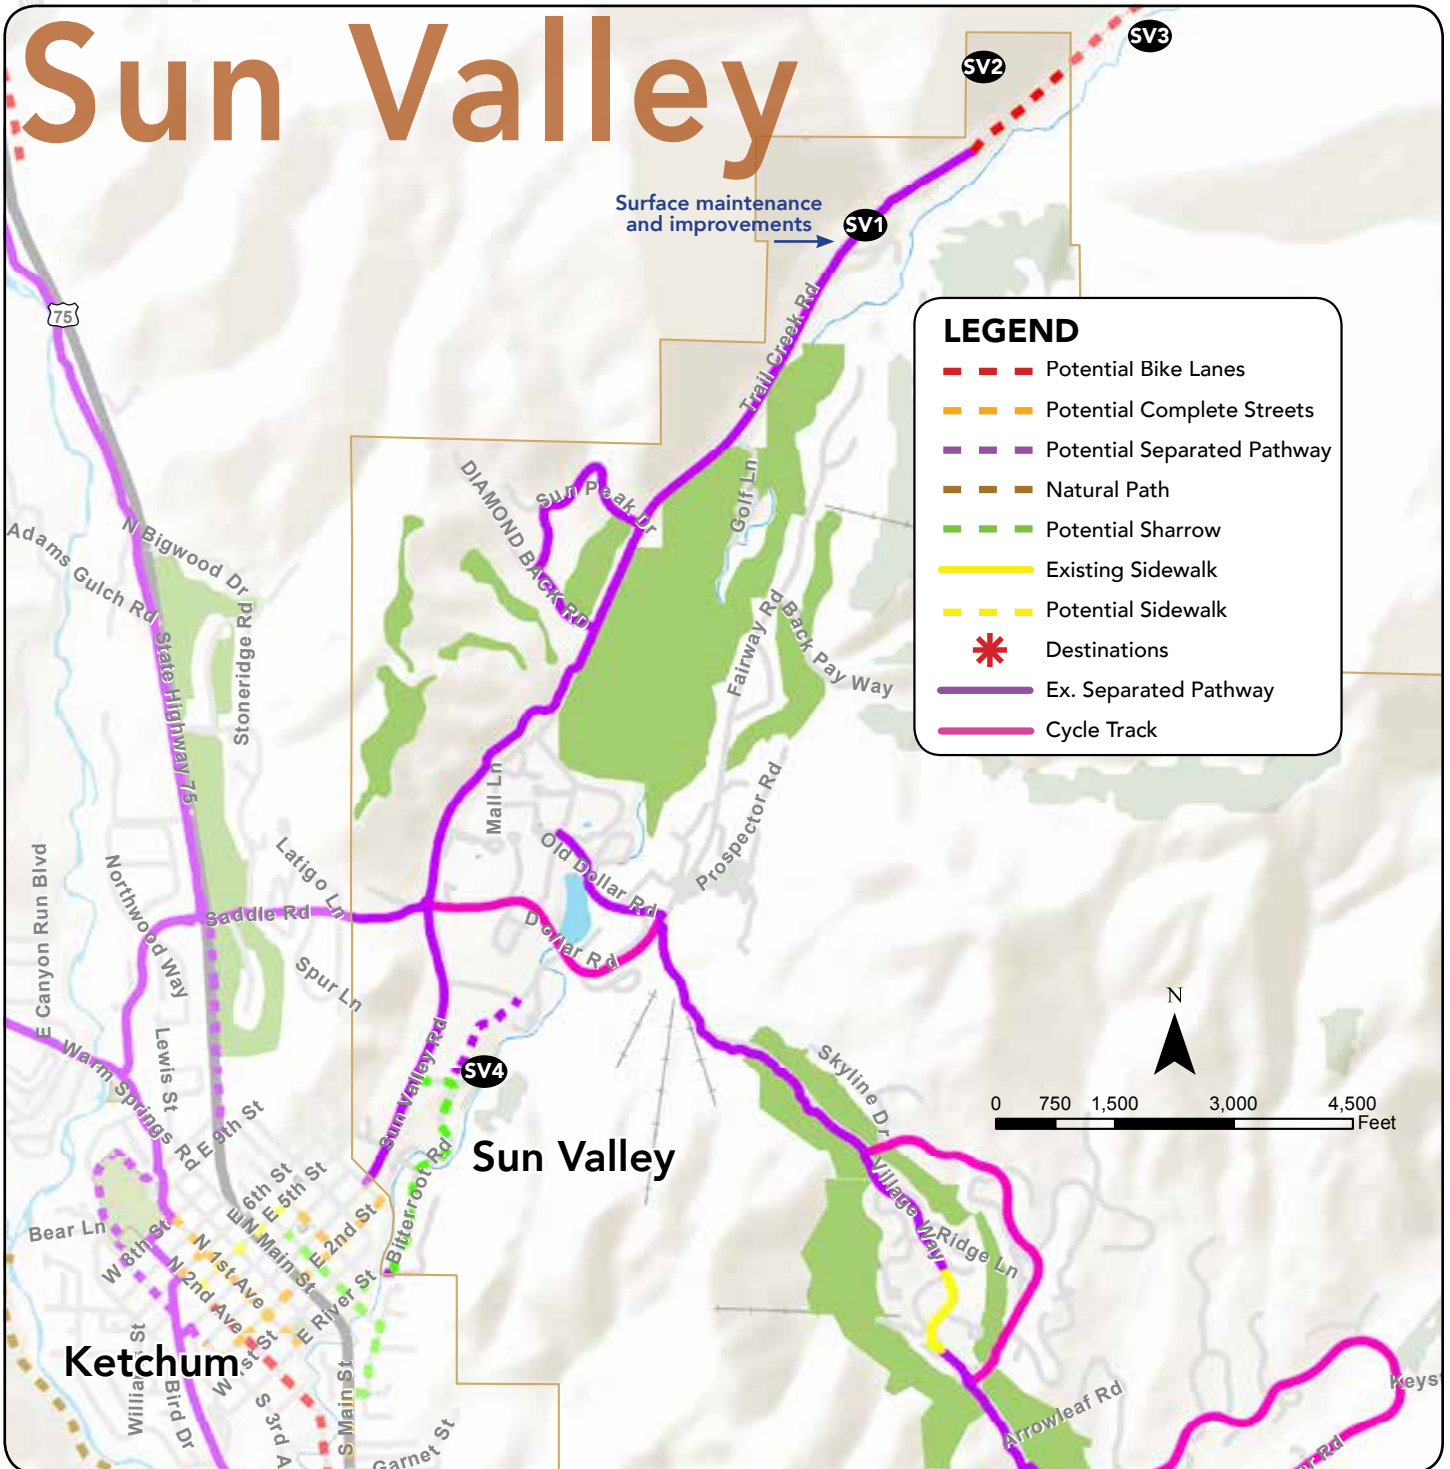 Sun Valley
SV3
SV2
Surface maintenance
and improvements
SV1
75
Trail Creek Rd
LEGEND
Potential Bike Lanes
Potential Complete Streets
Potential Separated Pathway
Natural Path
Potential Sharrow
Existing Sidewalk
Potential Sidewalk
Destinations
Ex. Separated Pathway
Cycle Track
DIAMOND BACK RD
Sun Peak Dr
Golf Ln
N Bigwood Dr
Adams Gulch Rd
State Highway 75
Stoneridge Rd
Fairway Rd
Back Pay Way
Mall Ln
Prospector Rd
Old Dollar Rd
Dollar Rd
Latigo Ln
Saddle Rd
Northwood Way
E Canyon Run Blvd
Spur Ln
Lewis St
Warm Springs Rd
E 9th St
Sun Valley Rd
SV4
Skyline Dr
N
0 750 1,500 3,000 4,500
Feet
Sun Valley
Bitterroot Rd
Village Way
Ridge Ln
E 6th St
E 5th St
E 2nd St
N Main St
Bear Ln
W 8th St
N 1st Ave
N 2nd Ave
E River St
W 1st St
Ketchum
Bird Dr
S 3rd A
S Main St
Garnet St
Arrowleaf Rd
Keys